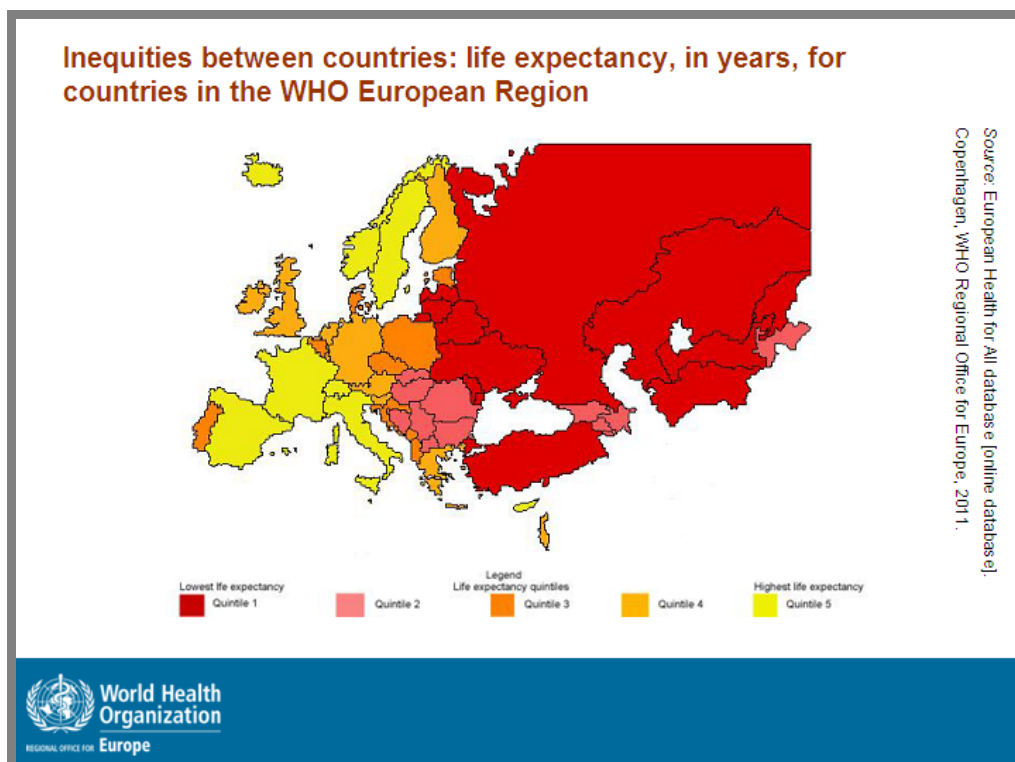 Inequities between countries: life expectancy, in years, for
countries in the WHO European Region
Source: European Health for All database [online database].
Copenhagen, WHO Regional Office for Europe, 2011.
Legend
Lowest lfe expectancy
Life expectancy quintiles
Highest life expectancy
Quintile 1
Quintile 2
Quintile 3
Quintile 4
Quintile 5
World Health
Organization
REGIONAL OFFICE FOR Europe